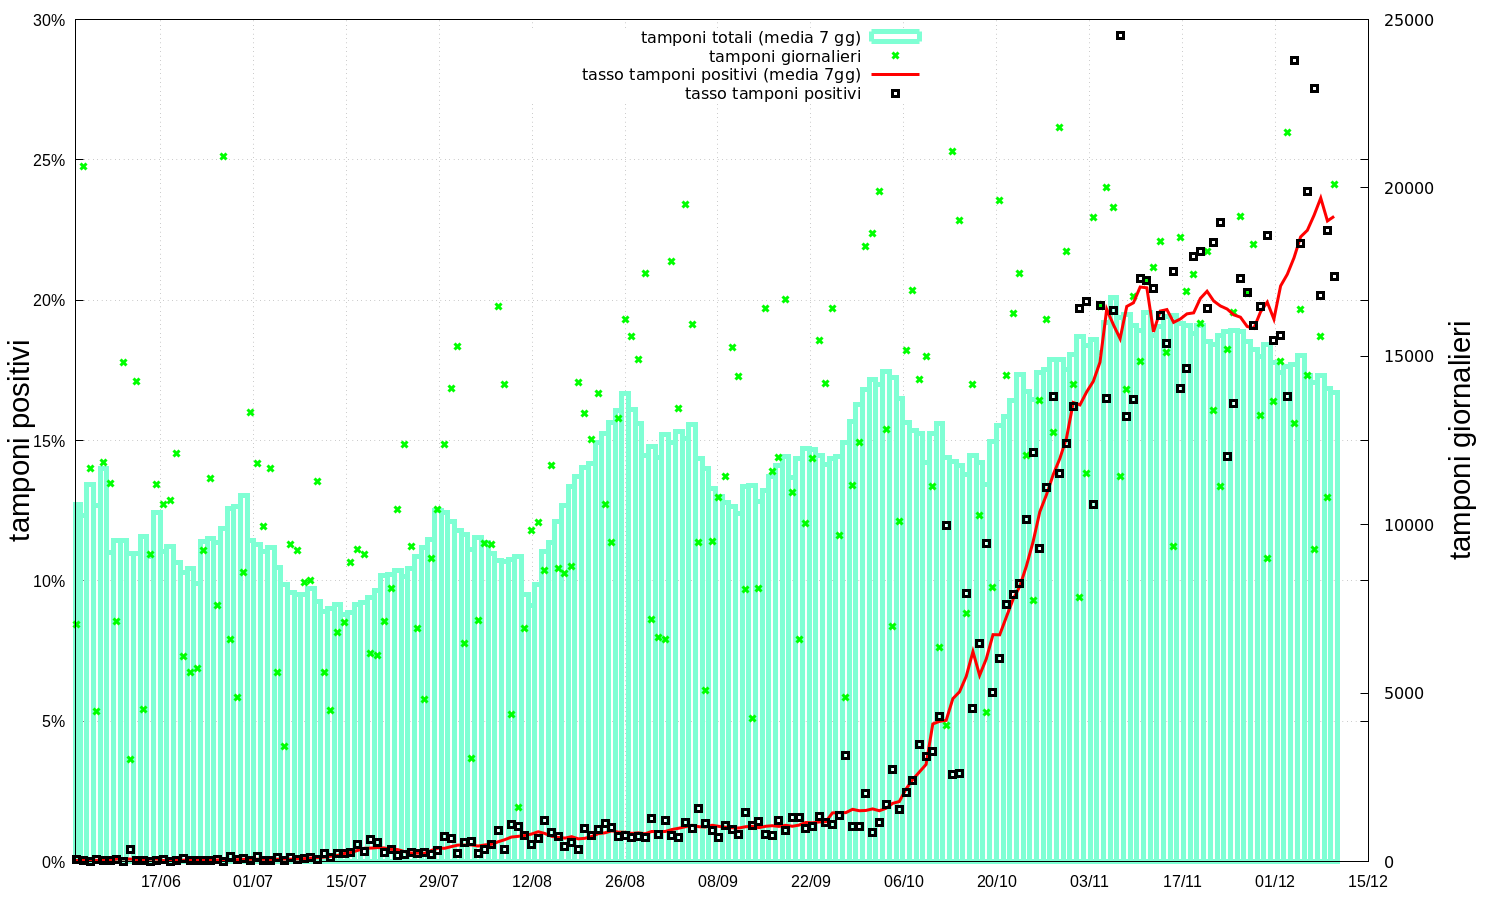 tamponi totali (media 7 gg)
tamponi giornalieri
tasso tamponi positivi (media 7gg)
tasso tamponi positivi
30%
25%
20%
15%
10%
5%
0%
tamponi positivi
25000
20000
15000
10000
5000
0
tamponi giornalieri
17/06 01/07 15/07 29/07 12/08 26/08 08/09 22/09 06/10 20/10 03/11 17/11 01/12 15/12